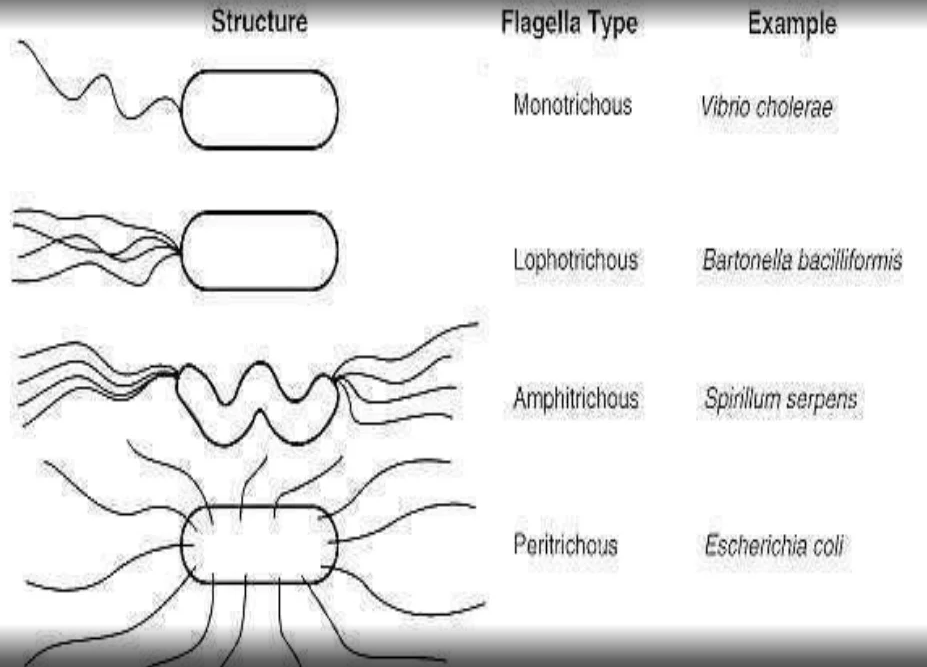 Structure Flagella Type Example
Monotrichous Vibrio cholerae
Lophotrichous Bartonella bacilliformis
Amphitrichous Spirillum serpens
Peritrichous Escherichia coli